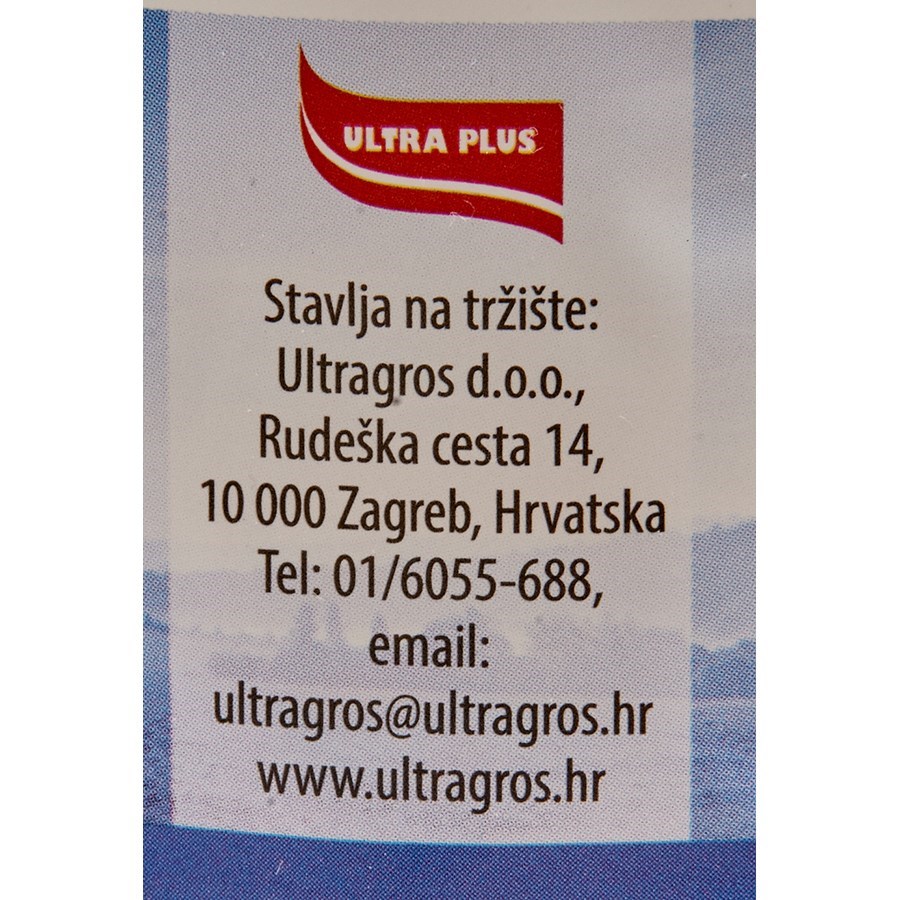 ULTRA PLUS
Stavlja na tržište:
Ultragros d.o.o.,
Rudeška cesta 14,
10 000 Zagreb, Hrvatska
Tel: 01/6055-688,
email:
ultragros@ultragros.hr
www.ultragros.hr